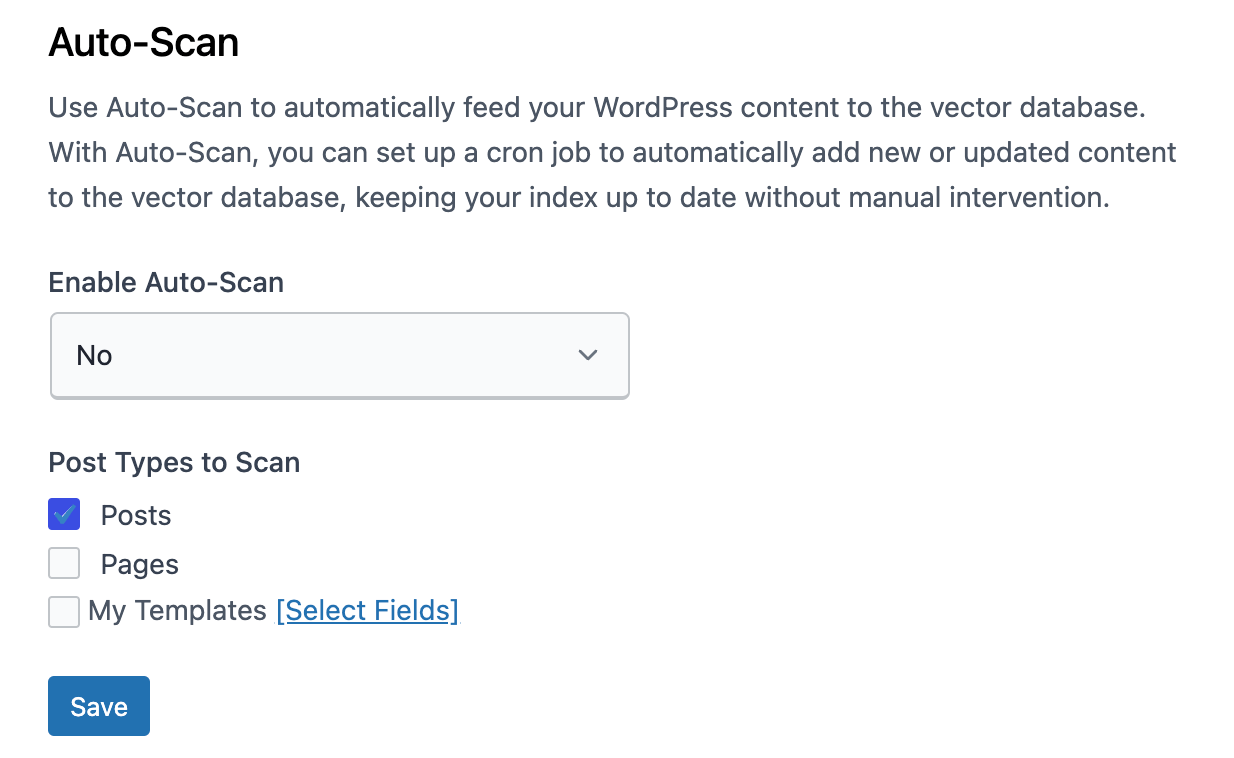 Auto-Scan
Use Auto-Scan to automatically feed your WordPress content to the vector database.
With Auto-Scan, you can set up a cron job to automatically add new or updated content
to the vector database, keeping your index up to date without manual intervention.
Enable Auto-Scan
No
Post Types to Scan
Posts
Pages
My Templates [Select Fields]
Save